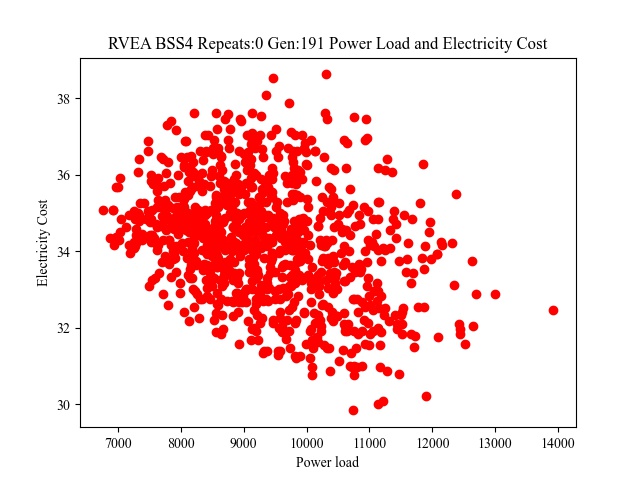 RVEA BSS4 Repeats:0 Gen:191 Power Load and Electricity Cost
38
36
34
32
30
Electricity Cost
7000 8000 9000 10000 11000 12000 13000 14000
Power load